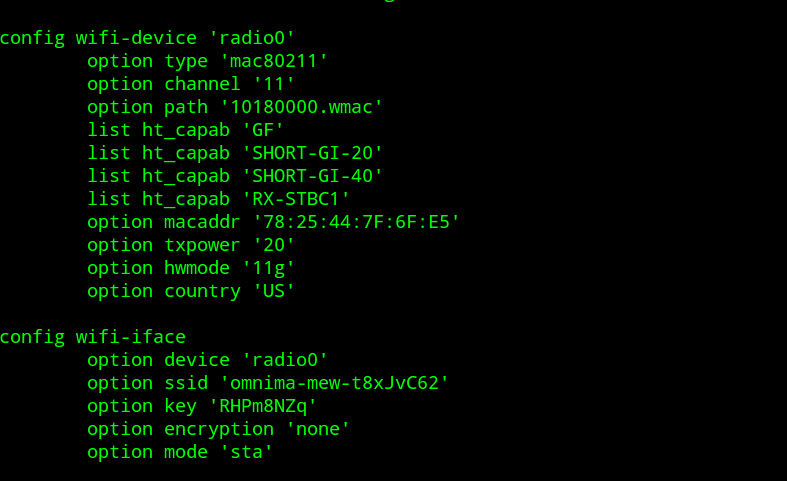 config wifi-device 'radio0'
        option type 'mac80211'
        option channel '11'
        option path '10180000.wmac'
        list ht_capab 'GF'
        list ht_capab 'SHORT-GI-20'
        list ht_capab 'SHORT-GI-40'
        list ht_capab 'RX-STBC1'
        option macaddr '78:25:44:7F:6F:E5'
        option txpower '20'
        option hwmode '11g'
        option country 'US'

config wifi-iface
        option device 'radio0'
        option ssid 'omnima-mew-t8xJvC62'
        option key 'RHPm8NZq'
        option encryption 'none'
        option mode 'sta'